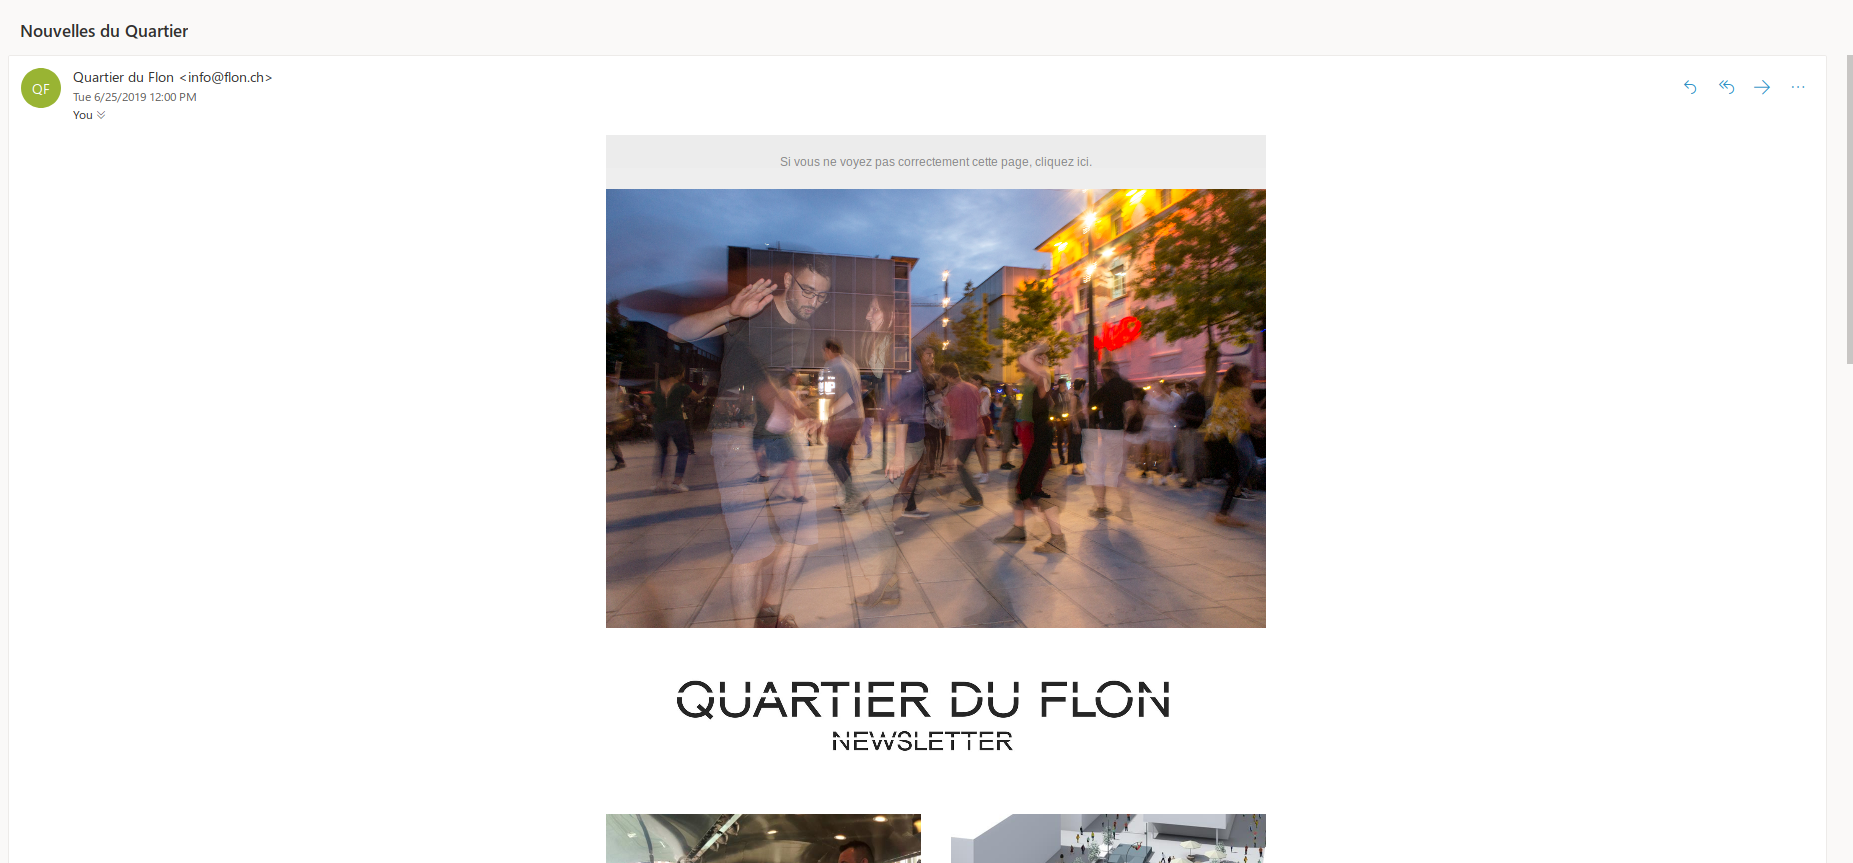 Nouvelles du Quartier
QF
Quartier du Flon <info@flon.ch>
Tue 6/25/2019 12:00 PM
You
Si vous ne voyez pas correctement cette page, cliquez ici.
QUARTIER DU FLON
NEWSLETTER